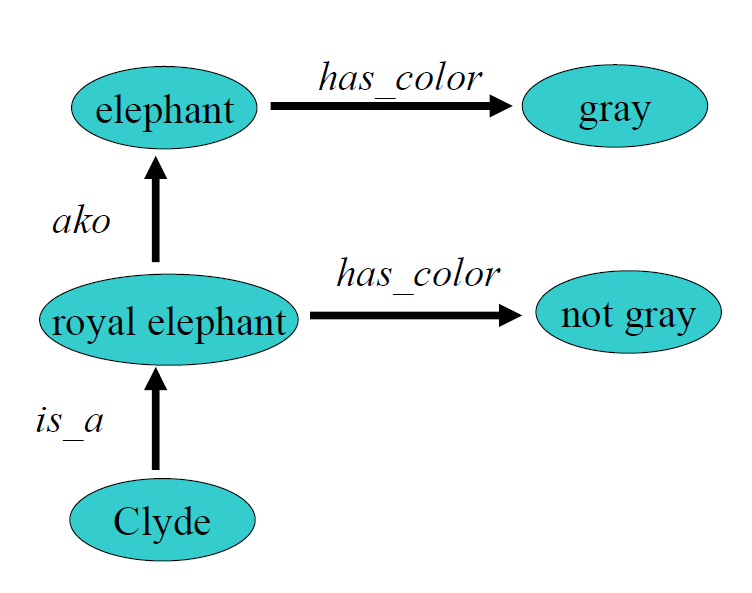 has_color
elephant
gray
ako
has_color
royal elephant
not gray
is_a
Clyde